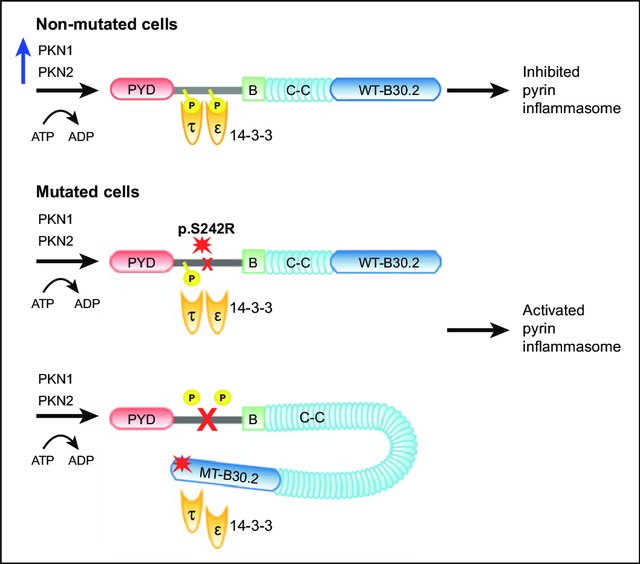 Non-mutated cells
PKN1
PKN2
ATP ADP
PYD
P P
τ ε
14-3-3
B C-C WT-B30.2
Inhibited
pyrin
inflammasome
Mutated cells
PKN1
PKN2
ATP ADP
p.S242R
x
PYD
P
τ ε
14-3-3
B C-C WT-B30.2
Activated
pyrin
inflammasome
PKN1
PKN2
ATP ADP
P P
PYD X B C-C
MT-B30.2
τ ε
14-3-3